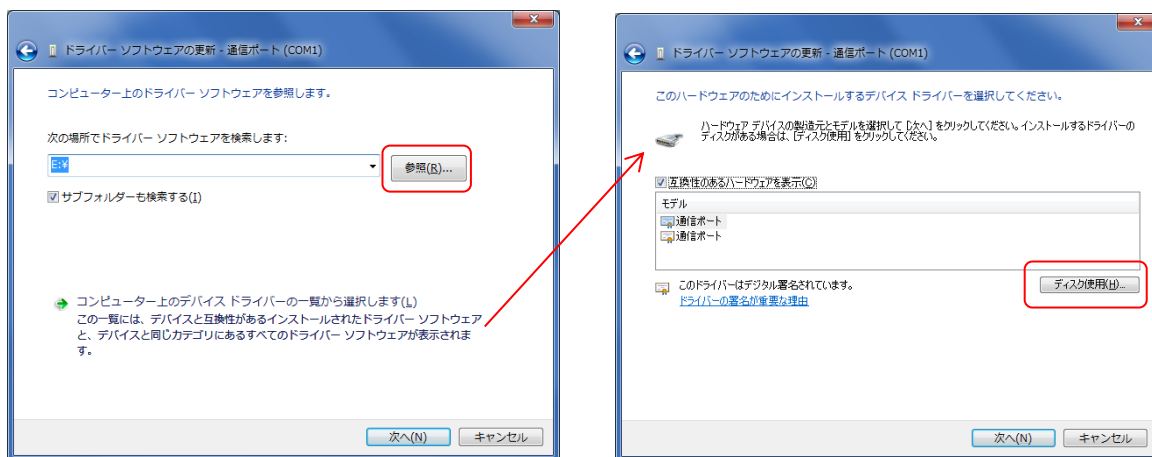 ドライバー ソフトウェアの更新 - 通信ポート (COM1)
コンピューター上のドライバー ソフトウェアを参照します。
次の場所でドライバー ソフトウェアを検索します:
E:¥
参照(R)...
サブフォルダーも検索する(I)
コンピューター上のデバイス ドライバーの一覧から選択します(L)
この一覧には、デバイスと互換性があるインストールされたドライバー ソフトウェア
と、デバイスと同じカテゴリにあるすべてのドライバー ソフトウェアが表示されま
す。
次へ(N)
キャンセル
ドライバー ソフトウェアの更新 - 通信ポート (COM1)
このハードウェアのためにインストールするデバイス ドライバーを選択してください。
ハードウェア デバイスの製造元とモデルを選択して [次へ] をクリックしてください。インストールするドライバーの
ディスクがある場合は、[ディスク使用] をクリックしてください。
互換性のあるハードウェアを表示(C)
モデル
通信ポート
通信ポート
このドライバーはデジタル署名されています。
ディスク使用(H)...
ドライバーの署名が重要な理由
次へ(N)
キャンセル